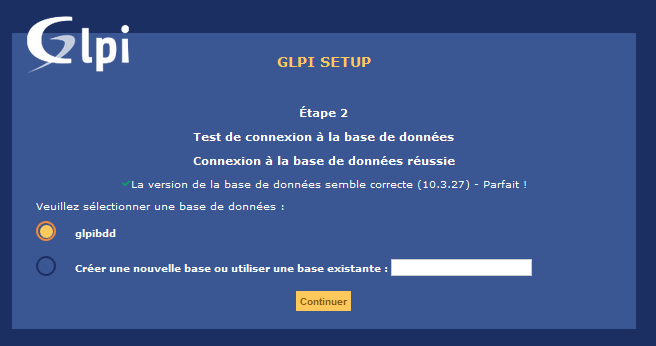 Glpi
GLPI SETUP
Étape 2
Test de connexion à la base de données
Connexion à la base de données réussie
La version de la base de données semble correcte (10.3.27) - Parfait !
Veuillez sélectionner une base de données :
glpibdd
Créer une nouvelle base ou utiliser une base existante :
Continuer